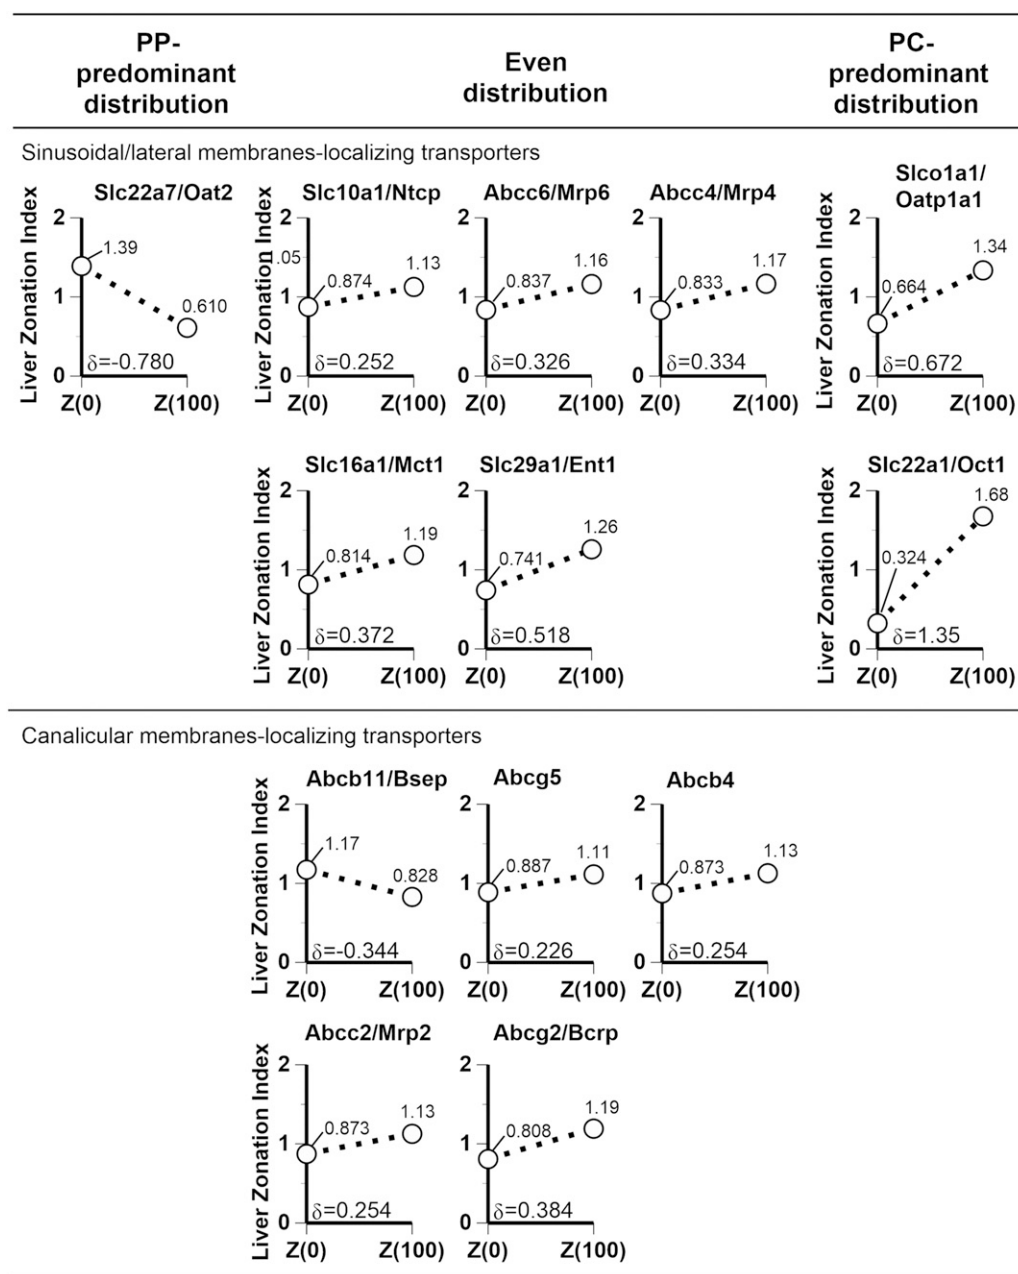 PP-
predominant
distribution
Even
distribution
PC-
predominant
distribution
Sinusoidal/lateral membranes-localizing transporters
Slc22a7/Oat2
Liver Zonation Index
2
1
0
1.39
0.610
δ=-0.780
Z(0) Z(100)
Slc10a1/Ntcp
Liver Zonation Index
2
.05
1
0
0.874
1.13
δ=0.252
Z(0) Z(100)
Abcc6/Mrp6
2
1
0
0.837
1.16
δ=0.326
Z(0) Z(100)
Abcc4/Mrp4
2
1
0
0.833
1.17
δ=0.334
Z(0) Z(100)
Slco1a1/
Oatp1a1
Liver Zonation Index
2
1
0
0.664
1.34
δ=0.672
Z(0) Z(100)
Slc16a1/Mct1
Liver Zonation Index
2
1
0
0.814
1.19
δ=0.372
Z(0) Z(100)
Slc29a1/Ent1
2
1
0
0.741
1.26
δ=0.518
Z(0) Z(100)
Slc22a1/Oct1
Liver Zonation Index
2
1
0
0.324
1.68
δ=1.35
Z(0) Z(100)
Canalicular membranes-localizing transporters
Abcb11/Bsep
Liver Zonation Index
2
1
0
1.17
0.828
δ=-0.344
Z(0) Z(100)
Abcg5
2
1
0
0.887
1.11
δ=0.226
Z(0) Z(100)
Abcb4
2
1
0
0.873
1.13
δ=0.254
Z(0) Z(100)
Abcc2/Mrp2
Liver Zonation Index
2
1
0
0.873
1.13
δ=0.254
Z(0) Z(100)
Abcg2/Bcrp
2
1
0
0.808
1.19
δ=0.384
Z(0) Z(100)